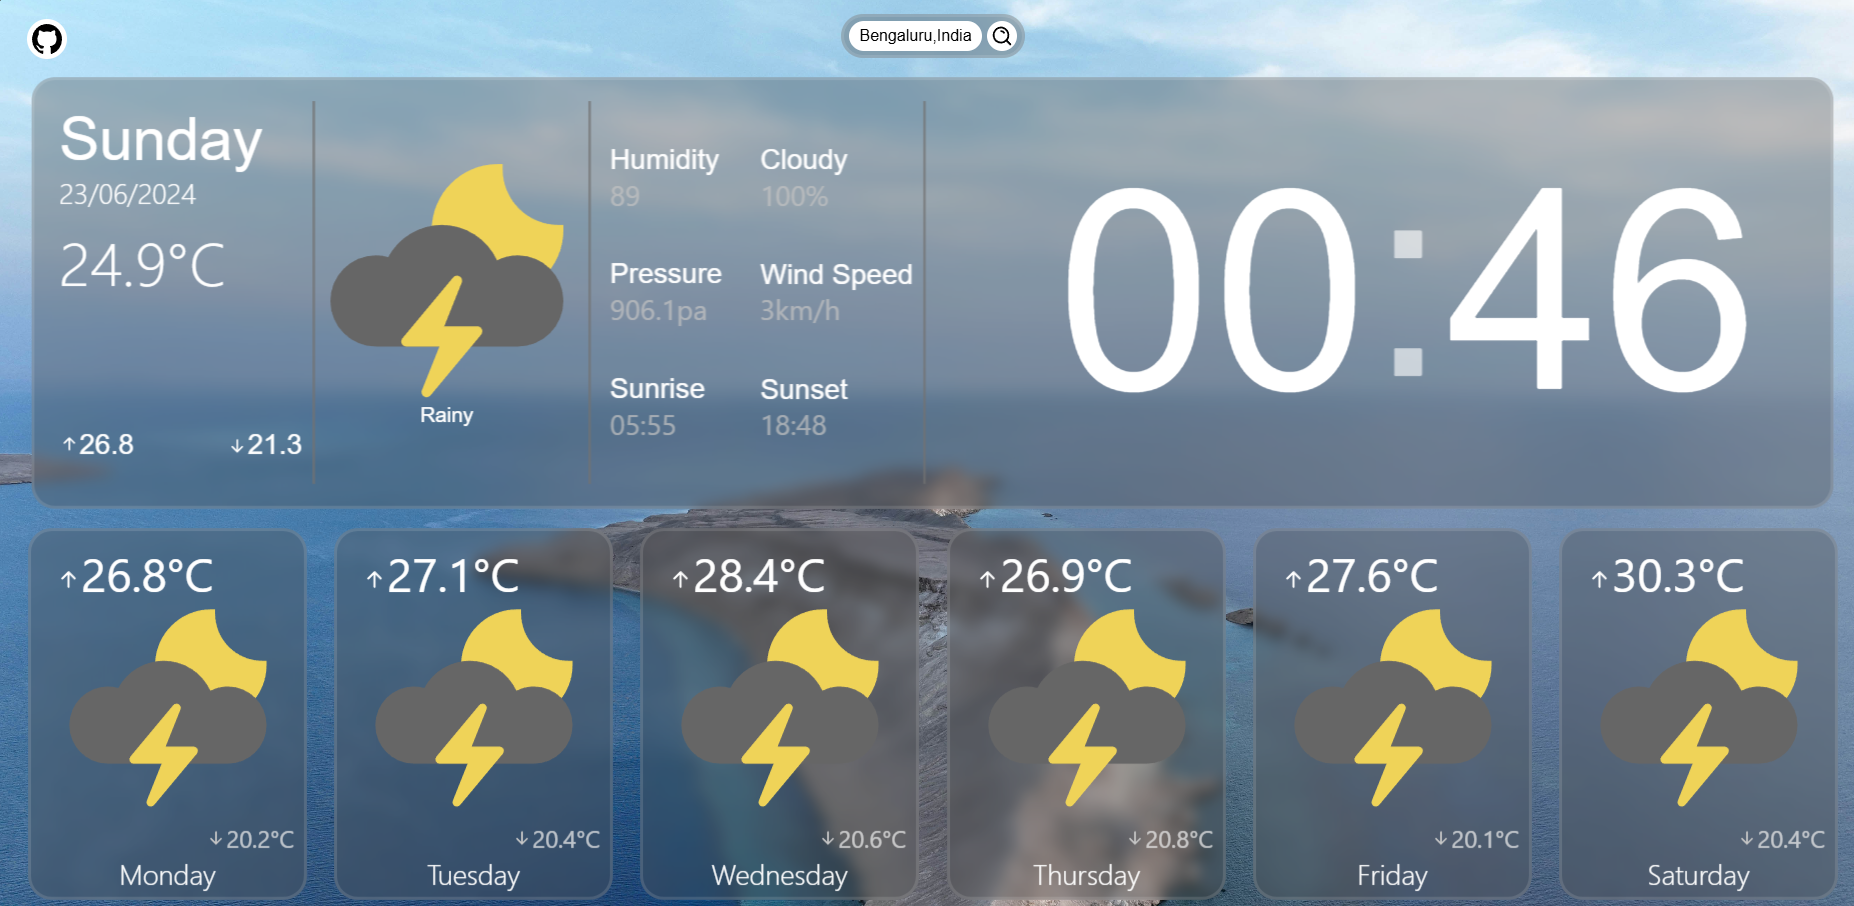 Bengaluru,India
Sunday
23/06/2024
24.9°C
↑26.8 ↓21.3
Rainy
Humidity Cloudy
89 100%
Pressure Wind Speed
906.1pa 3km/h
Sunrise Sunset
05:55 18:48
00:46
↑26.8°C
↓20.2°C
Monday
↑27.1°C
↓20.4°C
Tuesday
↑28.4°C
↓20.6°C
Wednesday
↑26.9°C
↓20.8°C
Thursday
↑27.6°C
↓20.1°C
Friday
↑30.3°C
↓20.4°C
Saturday